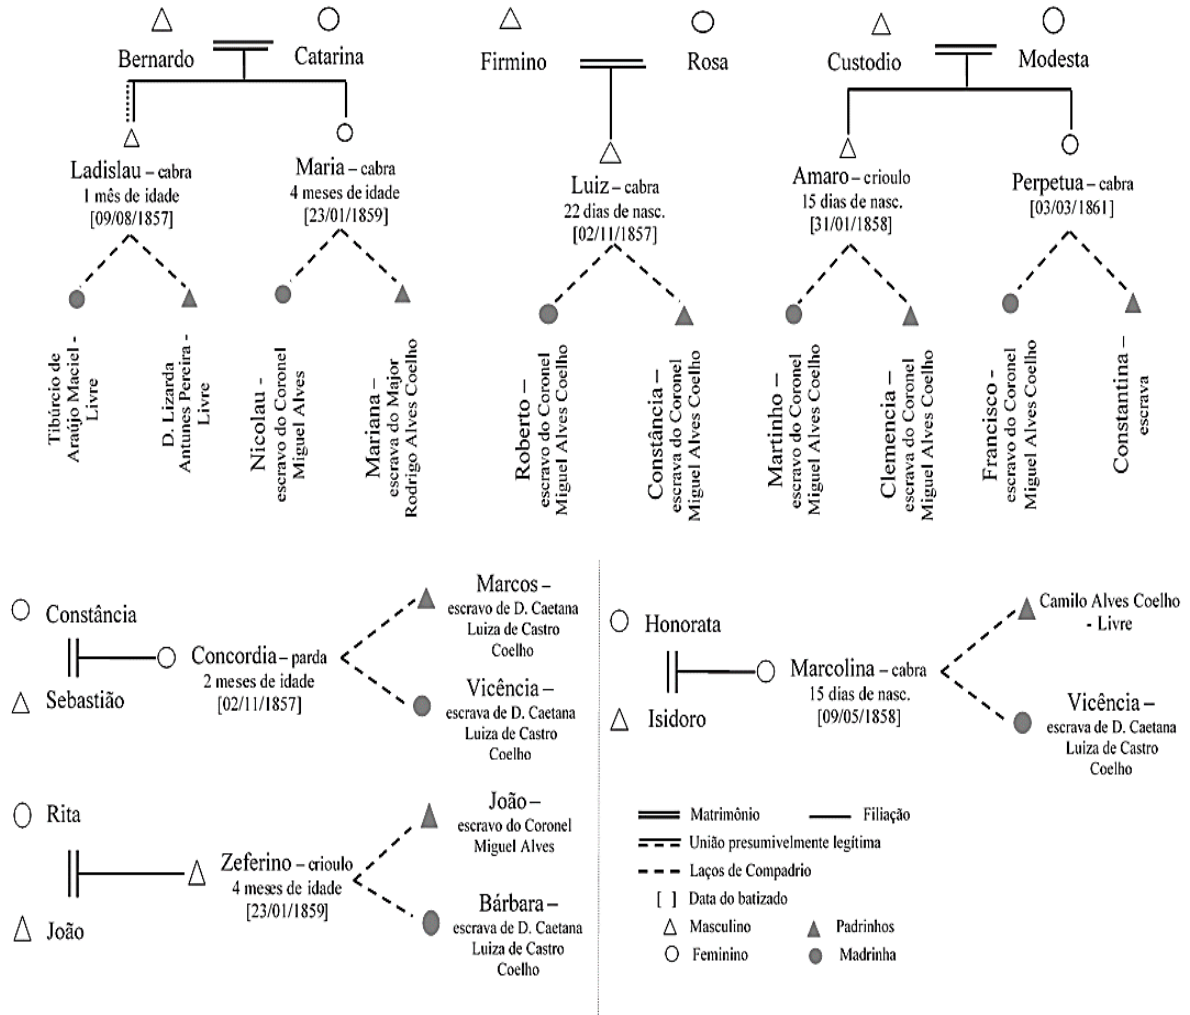 Bernardo
Catarina
Firmino
Rosa
Custodio
Modesta
Ladislau – cabra
1 mês de idade
[09/08/1857]
Maria – cabra
4 meses de idade
[23/01/1859]
Luiz – cabra
22 dias de nasc.
[02/11/1857]
Amaro – crioulo
15 dias de nasc.
[31/01/1858]
Perpetua – cabra
[03/03/1861]
Tibúrcio de
Araújo Maciel -
Livre
D. Lizarda
Antunes Pereira -
Livre
Nicolau -
escravo do Coronel
Miguel Alves
Mariana –
escrava do Major
Rodrigo Alves Coelho
Roberto –
escravo do Coronel
Miguel Alves Coelho
Constância –
escrava do Coronel
Miguel Alves Coelho
Martinho –
escravo do Coronel
Miguel Alves Coelho
Clemencia –
escrava do Coronel
Miguel Alves Coelho
Francisco -
escravo do Coronel
Miguel Alves Coelho
Constantina –
escrava
Constância
Sebastião
Concordia – parda
2 meses de idade
[02/11/1857]
Marcos –
escravo de D. Caetana
Luiza de Castro
Coelho
Vicência –
escrava de D. Caetana
Luiza de Castro
Coelho
Honorata
Isidoro
Marcolina – cabra
15 dias de nasc.
[09/05/1858]
Camilo Alves Coelho
- Livre
Vicência –
escrava de D. Caetana
Luiza de Castro
Coelho
Rita
João
Zeferino – crioulo
4 meses de idade
[23/01/1859]
João –
escravo do Coronel
Miguel Alves
Bárbara –
escrava de D. Caetana
Luiza de Castro
Coelho
Matrimônio
Filiação
União presumivelmente legítima
Laços de Compadrio
[ ] Data do batizado
Masculino
Padrinhos
Feminino
Madrinha